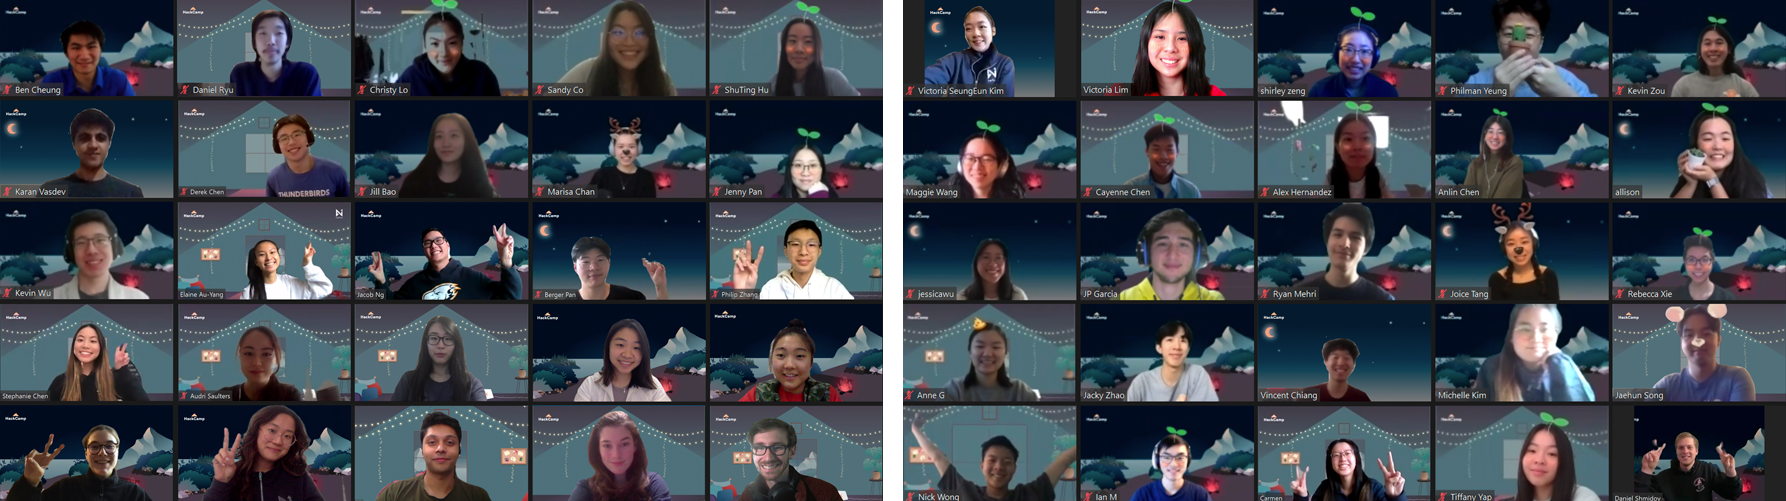 HackCamp
Ben Cheung
HackCamp
Daniel Ryu
HackCamp
Christy Lo
HackCamp
Sandy Co
HackCamp
ShuTing Hu
HackCamp
Victoria SeungEun Kim
HackCamp
Victoria Lim
HackCamp
shirley zeng
HackCamp
Philman Yeung
HackCamp
Kevin Zou
Karan Vasdev
HackCamp
Derek Chen
THUNDERBIRDS
HackCamp
Jill Bao
HackCamp
Marisa Chan
HackCamp
Jenny Pan
HackCamp
Maggie Wang
HackCamp
Cayenne Chen
HackCamp
Alex Hernandez
HackCamp
Anlin Chen
HackCamp
allison
HackCamp
Kevin Wu
HackCamp
Elaine Au-Yang
HackCamp
Jacob Ng
HackCamp
Berger Pan
HackCamp
Philip Zhang
HackCamp
jessicawu
HackCamp
JP Garcia
HackCamp
Ryan Mehri
HackCamp
Joice Tang
HackCamp
Rebecca Xie
HackCamp
Stephanie Chen
HackCamp
Audri Saulters
HackCamp
HackCamp
HackCamp
HackCamp
Anne G
HackCamp
Jacky Zhao
HackCamp
Vincent Chiang
HackCamp
Michelle Kim
HackCamp
Jaehun Song
HackCamp
HackCamp
HackCamp
HackCamp
HackCamp
Nick Wong
HackCamp
Ian M
HackCamp
Carmen
HackCamp
Tiffany Yap
HackCamp
Daniel Shmidov